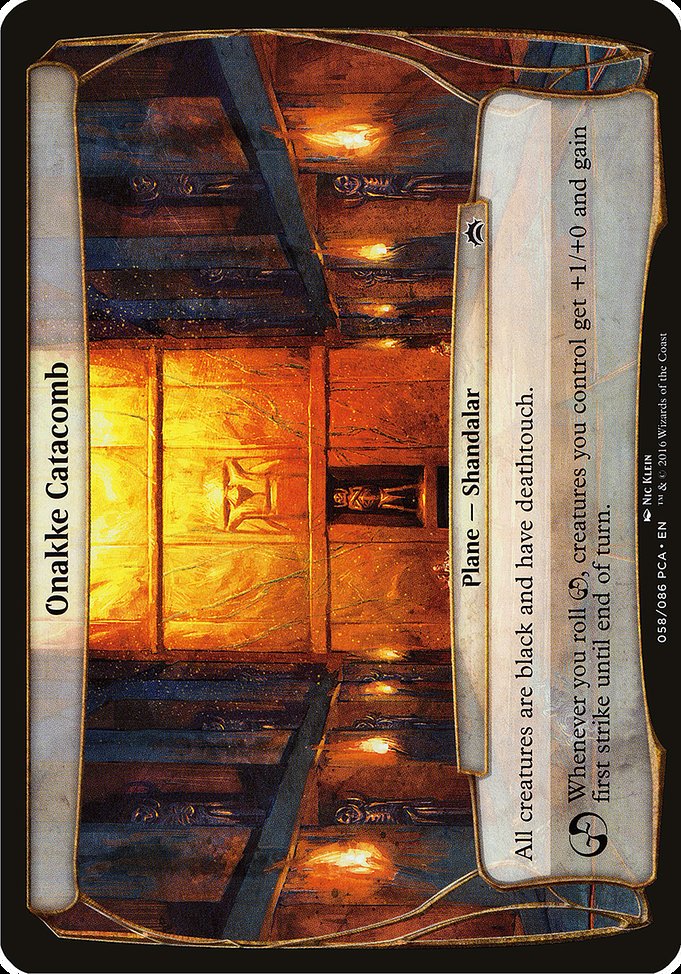 Onakke Catacomb
Plane — Shandalar
All creatures are black and have deathtouch.
Whenever you roll , creatures you control get +1/+0 and gain
first strike until end of turn.
Nic Klein
058/086 PCA • EN ™ & © 2016 Wizards of the Coast